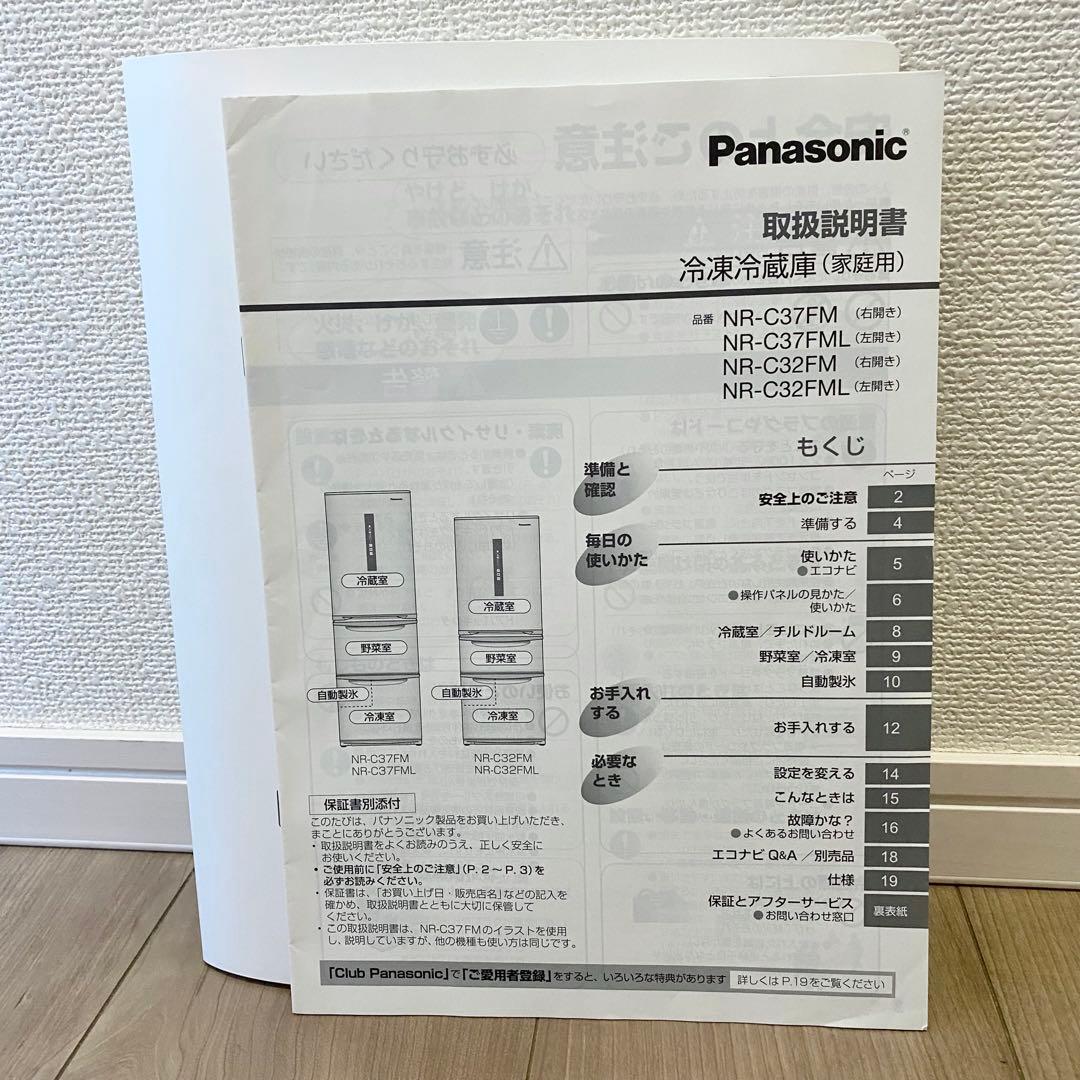 Panasonic®
取扱説明書
冷凍冷蔵庫(家庭用)
品番 NR-C37FM (右開き)
NR-C37FML (左開き)
NR-C32FM (右開き)
NR-C32FML (左開き)
もくじ
ページ
準備と
確認
安全上のご注意 2
準備する 4
毎日の
使いかた
使いかた
●エコナビ 5
●操作パネルの見かた/
使いかた 6
冷蔵室/チルドルーム 8
野菜室/冷凍室 9
自動製氷 10
お手入れ
する
お手入れする 12
必要な
とき
設定を変える 14
こんなときは 15
故障かな?
●よくあるお問い合わせ 16
エコナビ Q&A /別売品 18
仕様 19
保証とアフターサービス
●お問い合わせ窓口 裏表紙
Panasonic
冷蔵室
野菜室
自動製氷
冷凍室
NR-C37FM
NR-C37FML
冷蔵室
野菜室
自動製氷
冷凍室
NR-C32FM
NR-C32FML
保証書別添付
このたびは、パナソニック製品をお買い上げいただき、
まことにありがとうございます。
・取扱説明書をよくお読みのうえ、正しく安全に
お使いください。
・ご使用前に「安全上のご注意」(P. 2 ~ P. 3)を
必ずお読みください。
・保証書は、「お買い上げ日・販売店名」などの記入を
確かめ、取扱説明書とともに大切に保管して
ください。
・この取扱説明書は、NR-C37FMのイラストを使用
し、説明していますが、他の機種も使い方は同じです。
「Club Panasonic」で「ご愛用者登録」をすると、いろいろな特典があります 詳しくは P.19をご覧ください